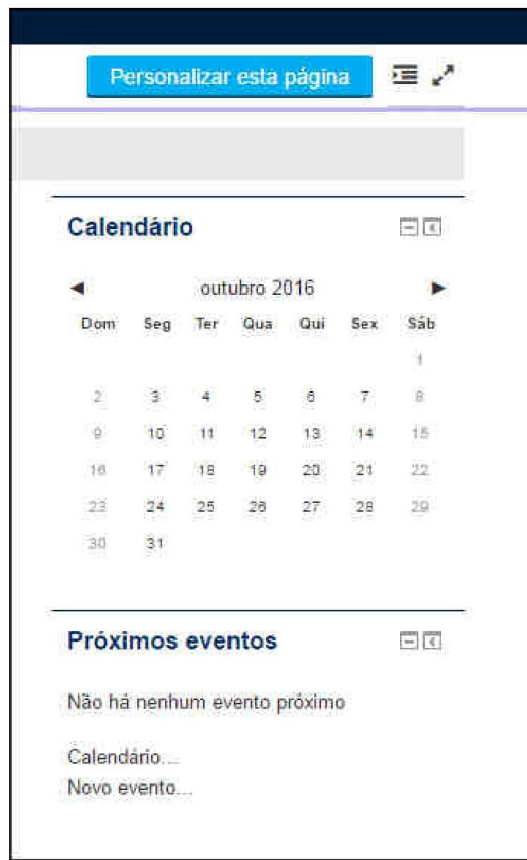 Personalizar esta página
Calendário
outubro 2016
Dom Seg Ter Qua Qui Sex Sáb
1
2 3 4 5 6 7 8
9 10 11 12 13 14 15
16 17 18 19 20 21 22
23 24 25 26 27 28 29
30 31
Próximos eventos
Não há nenhum evento próximo
Calendário...
Novo evento...